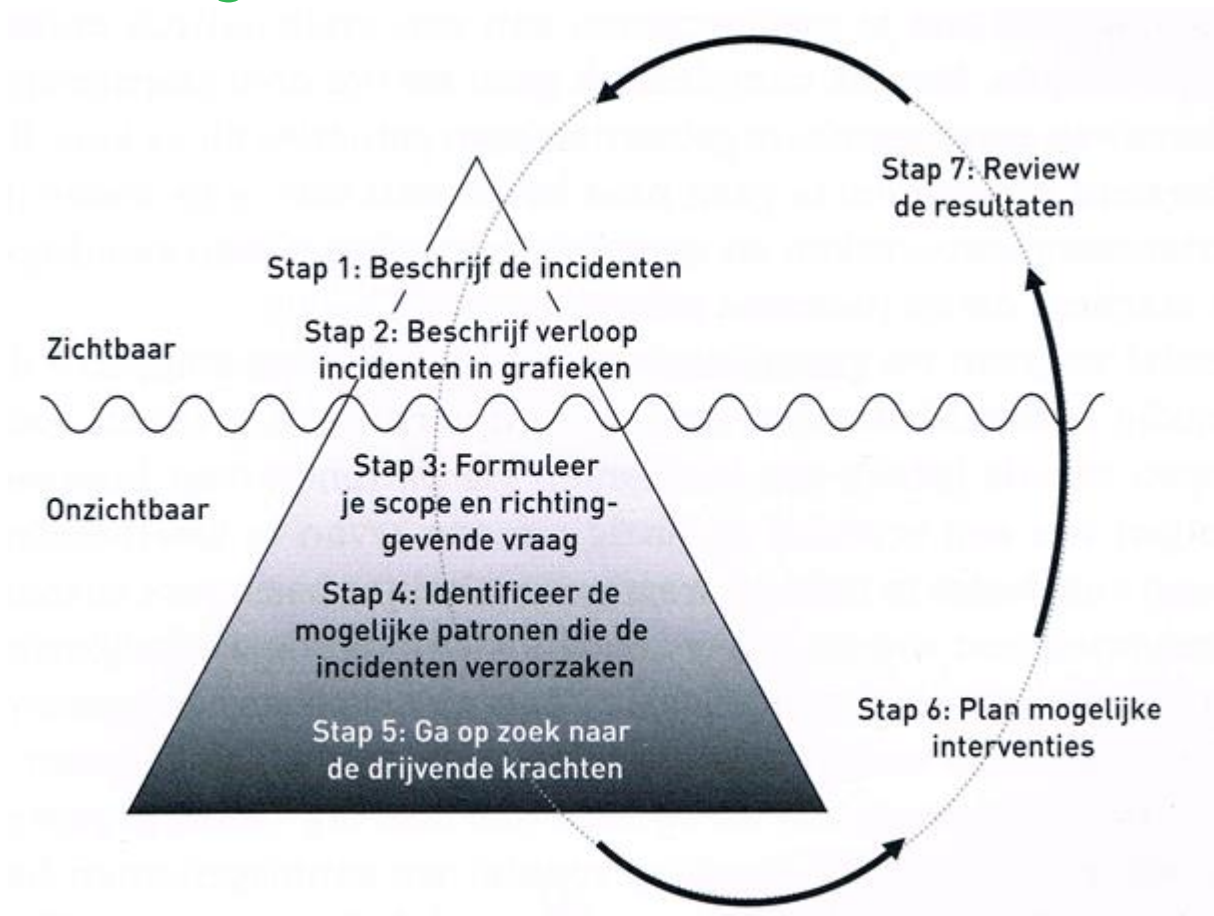 Stap 7: Review
de resultaten
Stap 1: Beschrijf de incidenten
Stap 2: Beschrijf verloop
incidenten in grafieken
Zichtbaar
Onzichtbaar
Stap 3: Formuleer
je scope en richting-
gevende vraag
Stap 4: Identificeer de
mogelijke patronen die de
incidenten veroorzaken
Stap 5: Ga op zoek naar
de drijvende krachten
Stap 6: Plan mogelijke
interventies